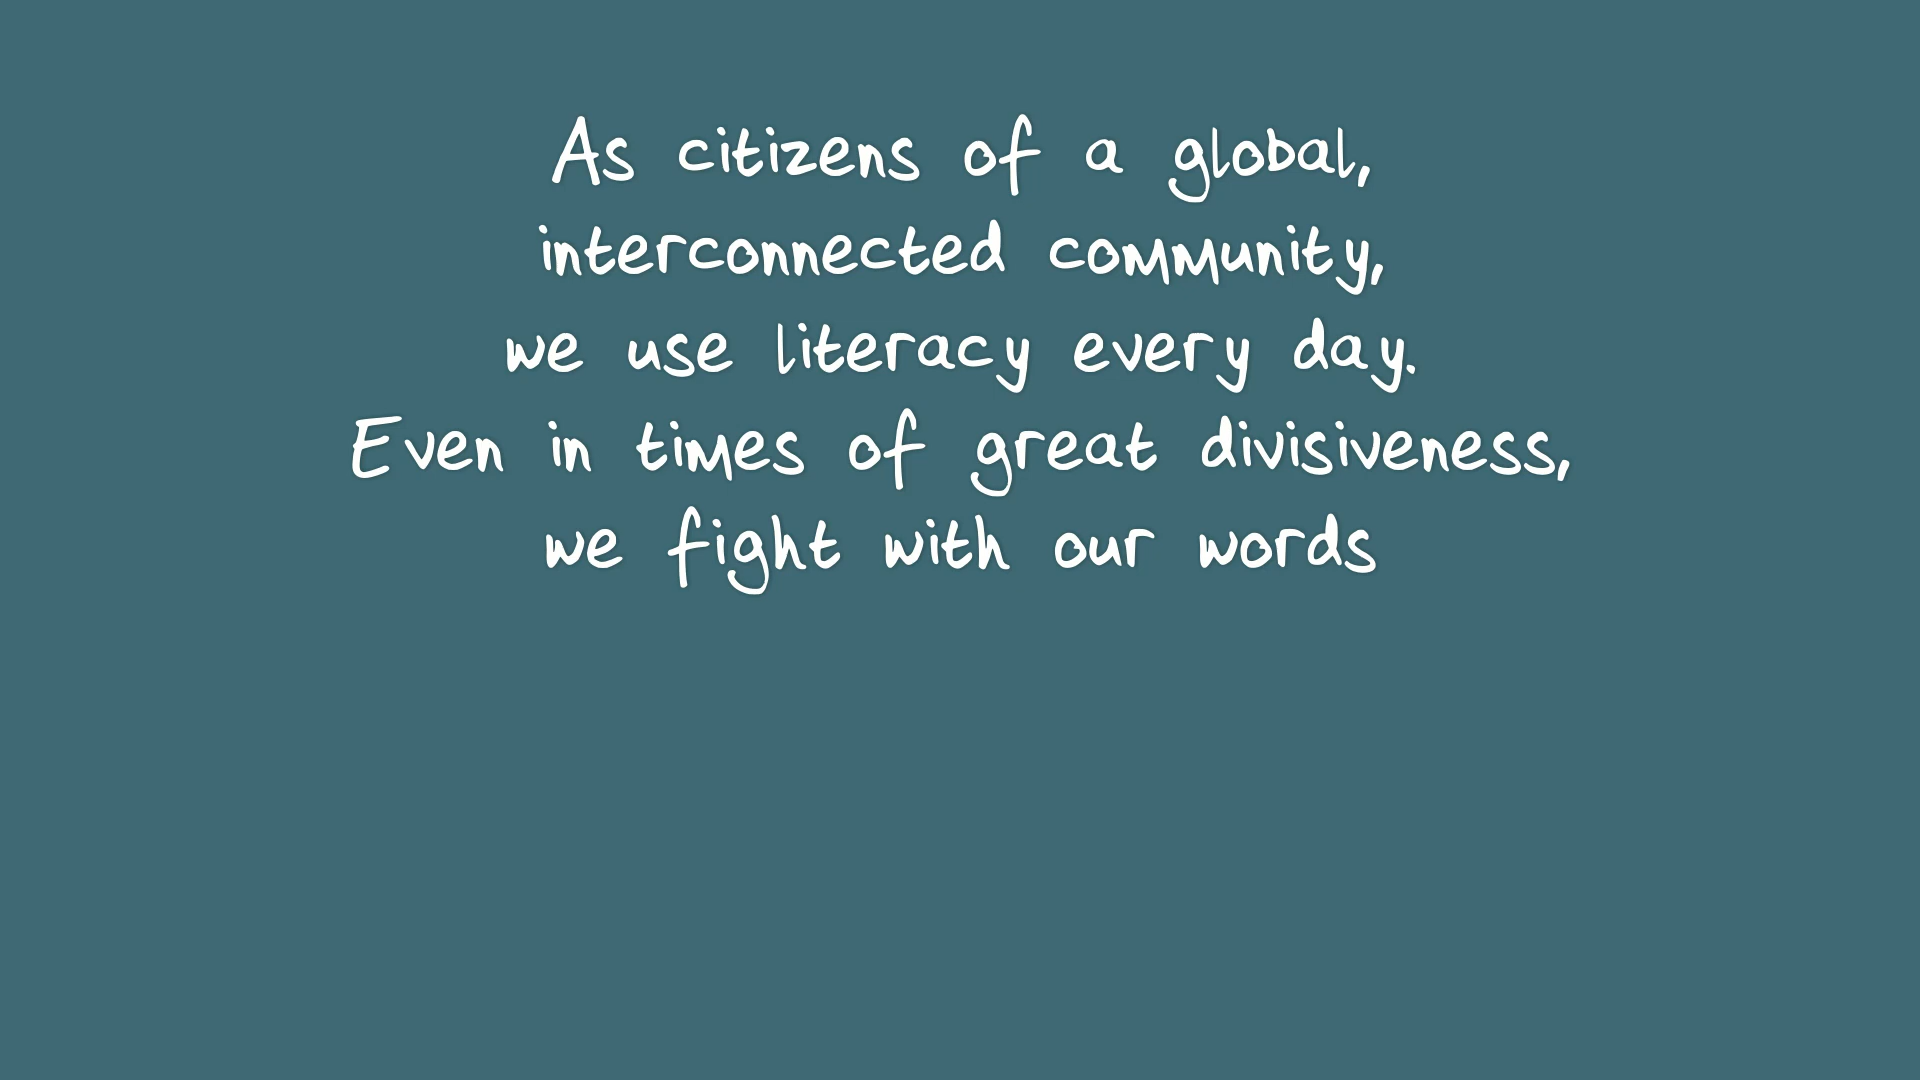 As citizens of a global,
interconnected community,
we use literacy every day.
Even in times of great divisiveness,
we fight with our words